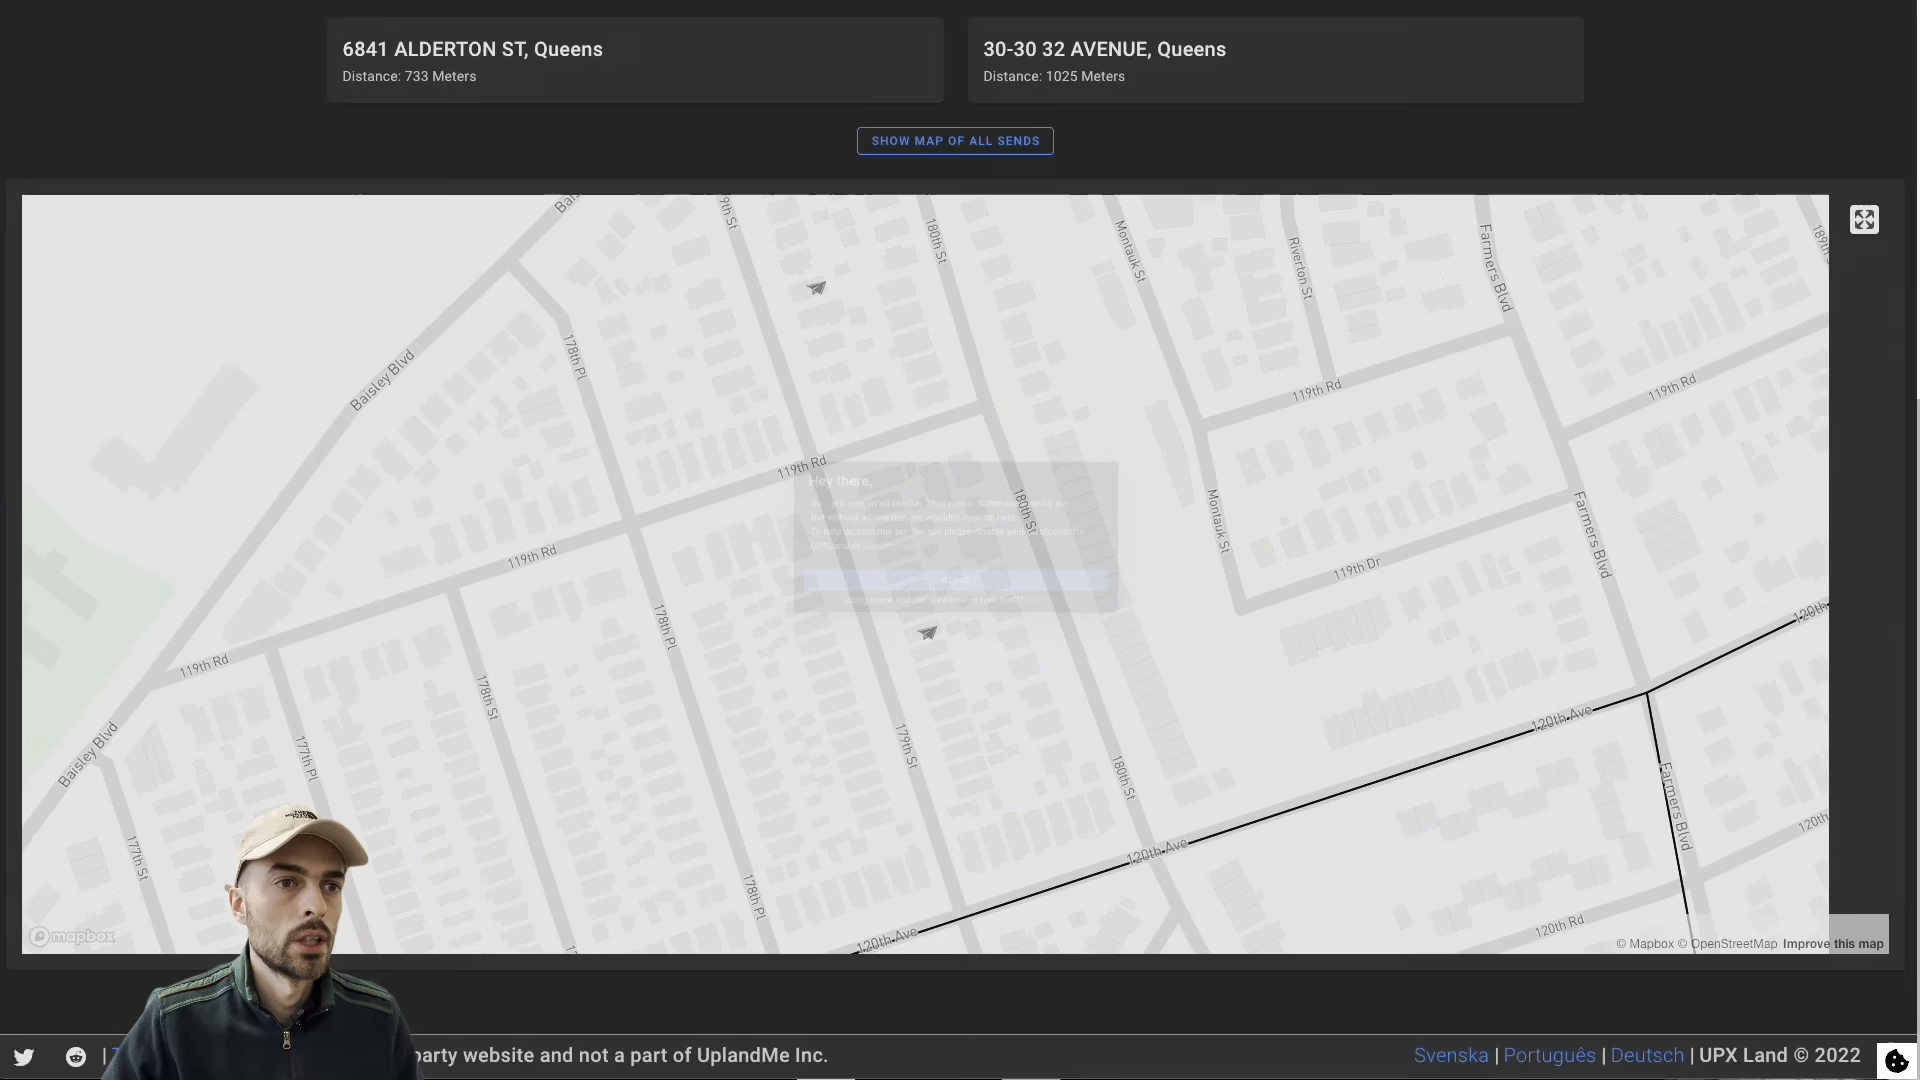 6841 ALDERTON ST, Queens
Distance: 733 Meters
30-30 32 AVENUE, Queens
Distance: 1025 Meters
SHOW MAP OF ALL SENDS
9th St
180th St
Montauk St
Riverton St
Farmers Blvd
189th
Baisley Blvd
178th Pl
119th Rd
119th Rd
119th Rd
Hey there,
180th St
Montauk St
Farmers Blvd
119th Rd
119th Dr
178th Pl
119th Rd
178th St
120th
120th Ave
179th St
Baisley Blvd
177th Pl
180th St
Farmers Blvd
120th
120th Ave
177th St
178th Pl
120th Ave
120th Rd
mapbox
© Mapbox © OpenStreetMap Improve this map
party website and not a part of UplandMe Inc.
Svenska | Português | Deutsch | UPX Land © 2022